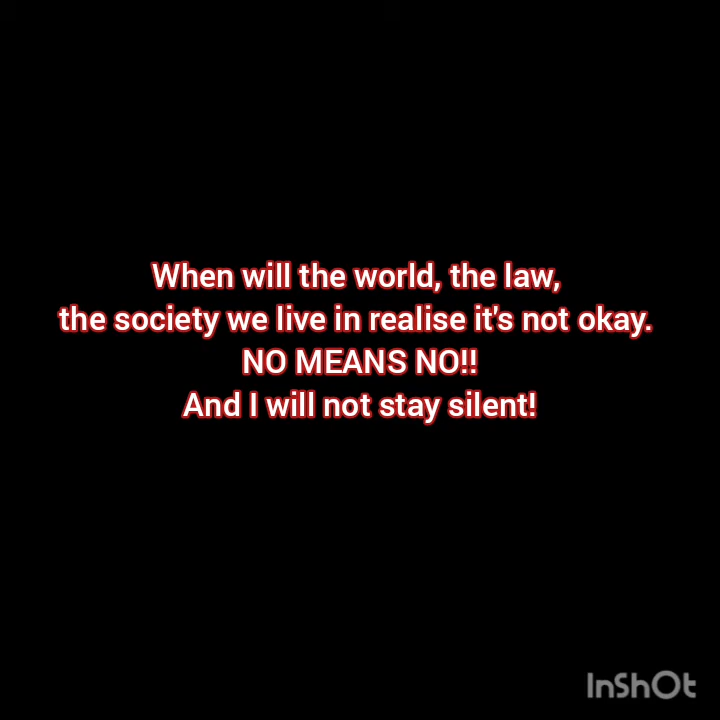 When will the world, the law,
the society we live in realise it's not okay.
NO MEANS NO!!
And I will not stay silent!
InShOt